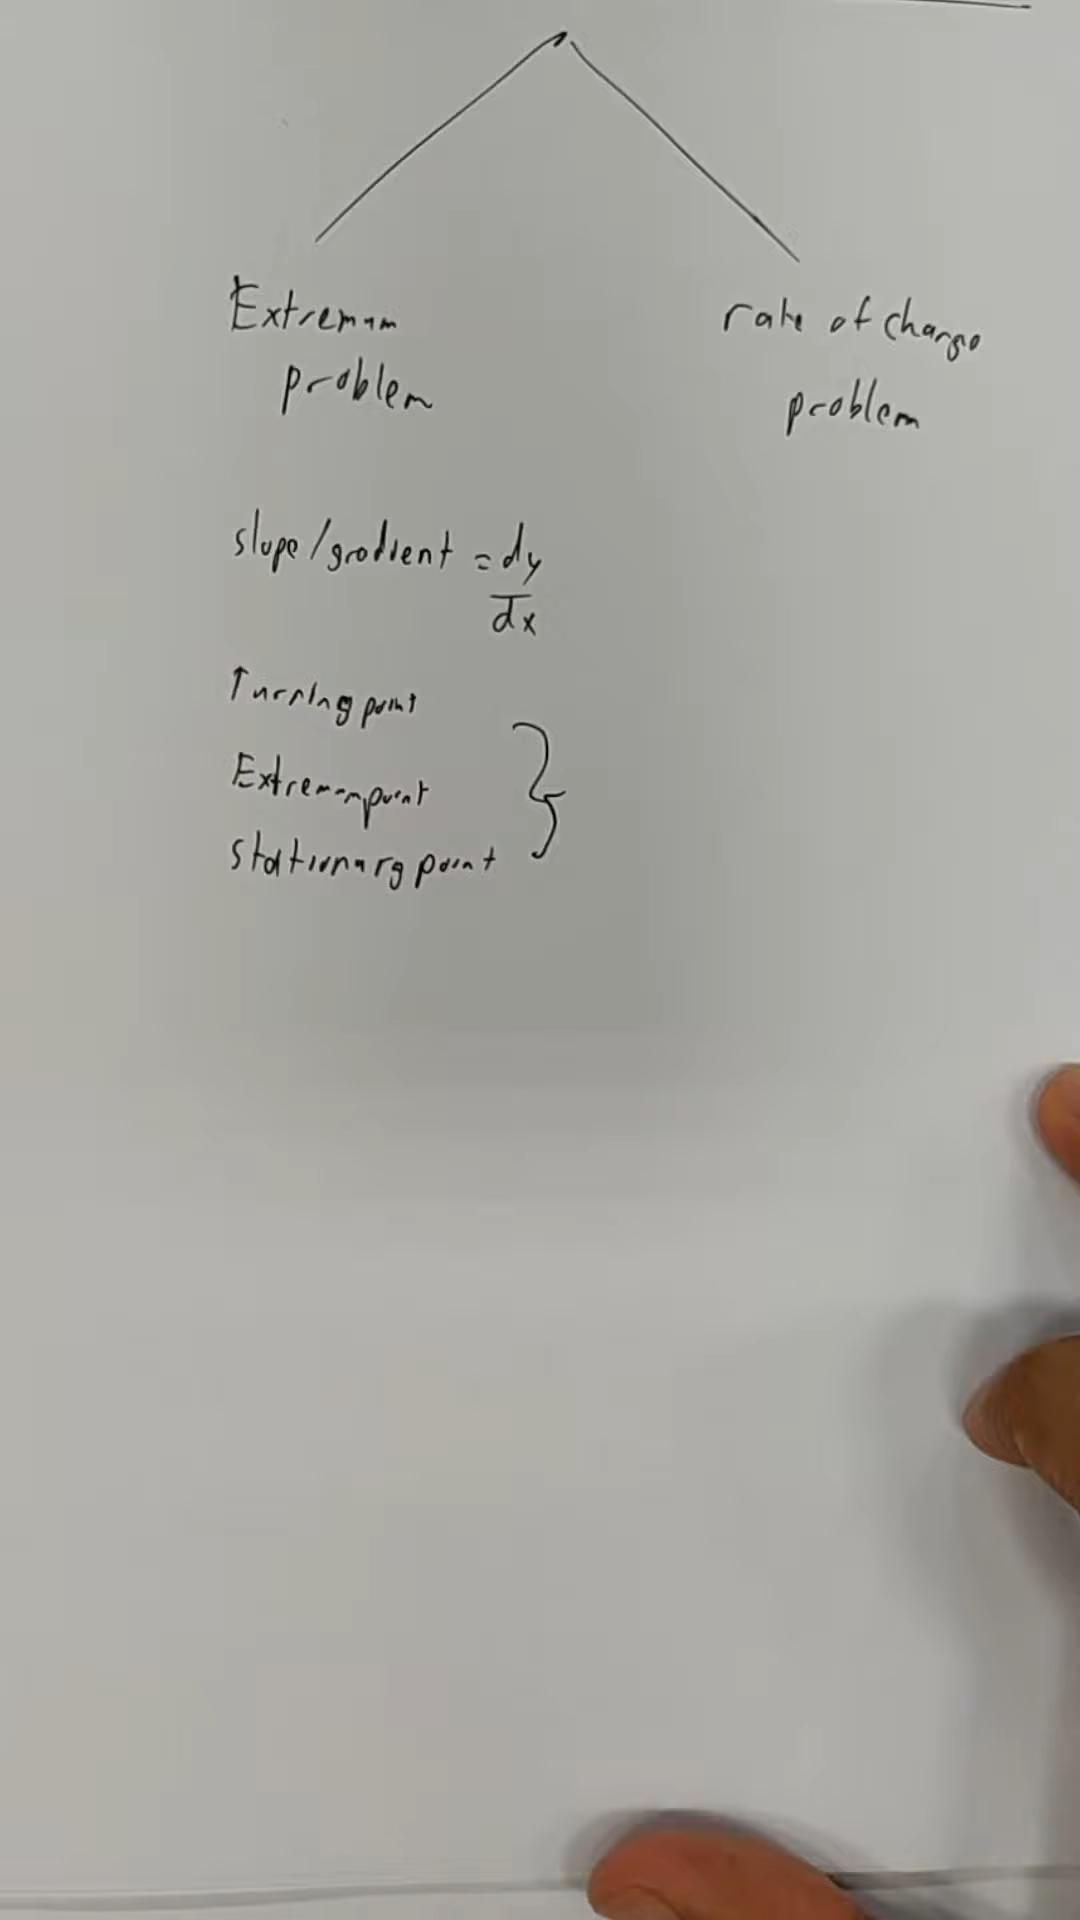 Extremum
problem
rate of change
problem
slope/gradient = dy
dx
Turning point
Extremum point
stationary point